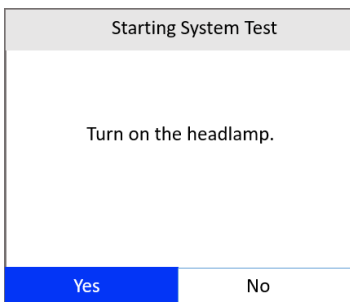 Starting System Test
Turn on the headlamp.
Yes No